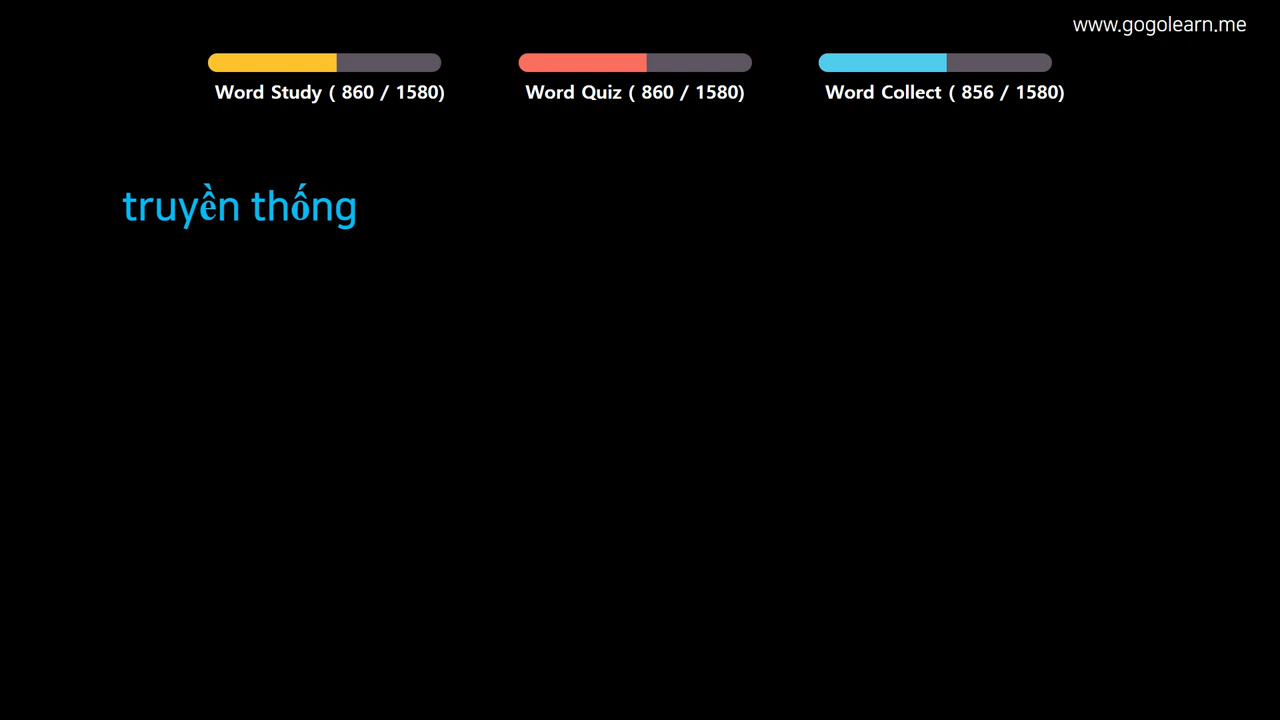 www.gogolearn.me
Word Study ( 860 / 1580)
Word Quiz ( 860 / 1580)
Word Collect ( 856 / 1580)
truyền thống